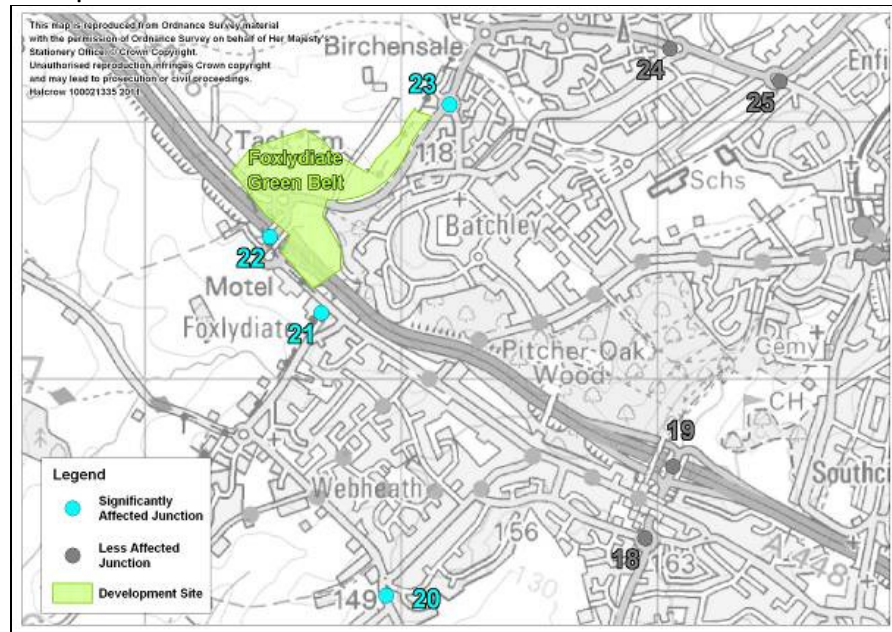 This map is reproduced from Ordnance Survey material
with the permission of Ordnance Survey on behalf of Her Majesty's
Stationery Office. © Crown Copyright.
Unauthorised reproduction infringes Crown copyright
and may lead to prosecution or civil proceedings.
Halcrow 100021335 2011
Birchensale
24
23
25
Enfi
Foxlydiate
Green Belt
118
Schs
Batchley
22
Motel
Foxlydiate
21
Pitcher Oak
Wood
Cemy
CH
19
Southc
Webheath
166
18
163
A 448
149
20
130
Legend
Significantly
Affected Junction
Less Affected
Junction
Development Site